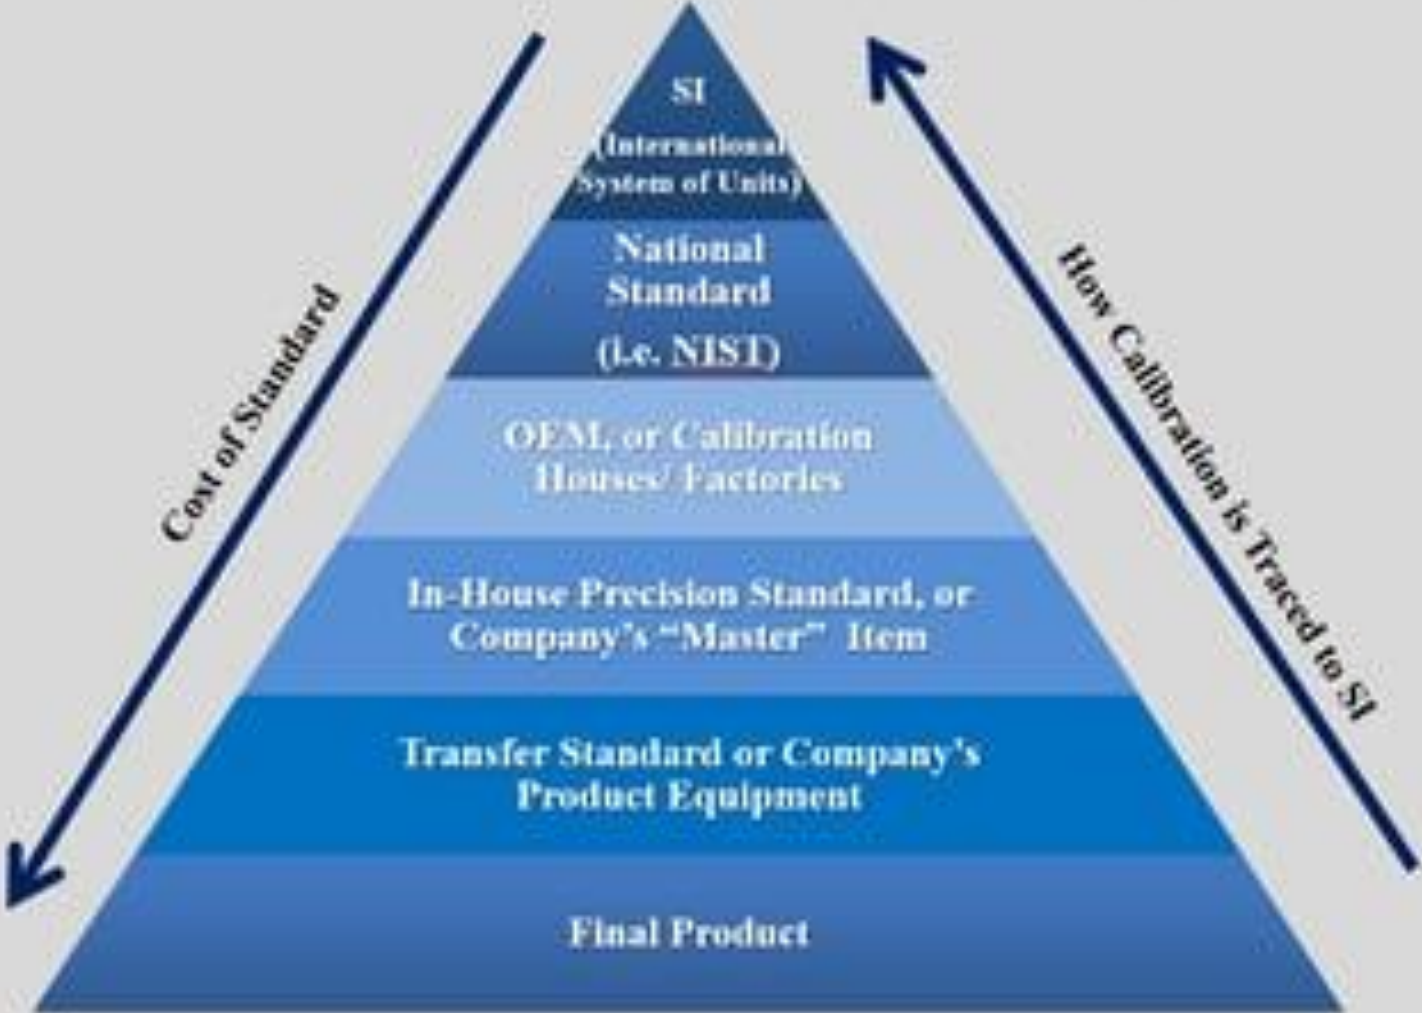 SI
(International
System of Units)
National
Standard
(i.e. NIST)
OEM, or Calibration
Houses/ Factories
In-House Precision Standard, or
Company's “Master” Item
Transfer Standard or Company's
Product Equipment
Final Product
Cost of Standard
How Calibration is Traced to SI